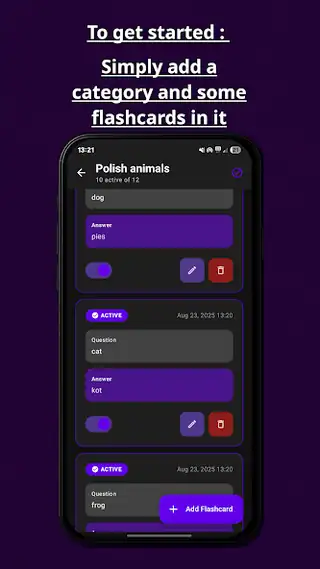 To get started :
Simply add a
category and some
flashcards in it
13:21
Polish animals
10 active of 12
dog
Answer
pies
ACTIVE
Aug 23, 2025 13:20
Question
cat
Answer
kot
ACTIVE
Aug 23, 2025 13:20
Question
frog
Add Flashcard